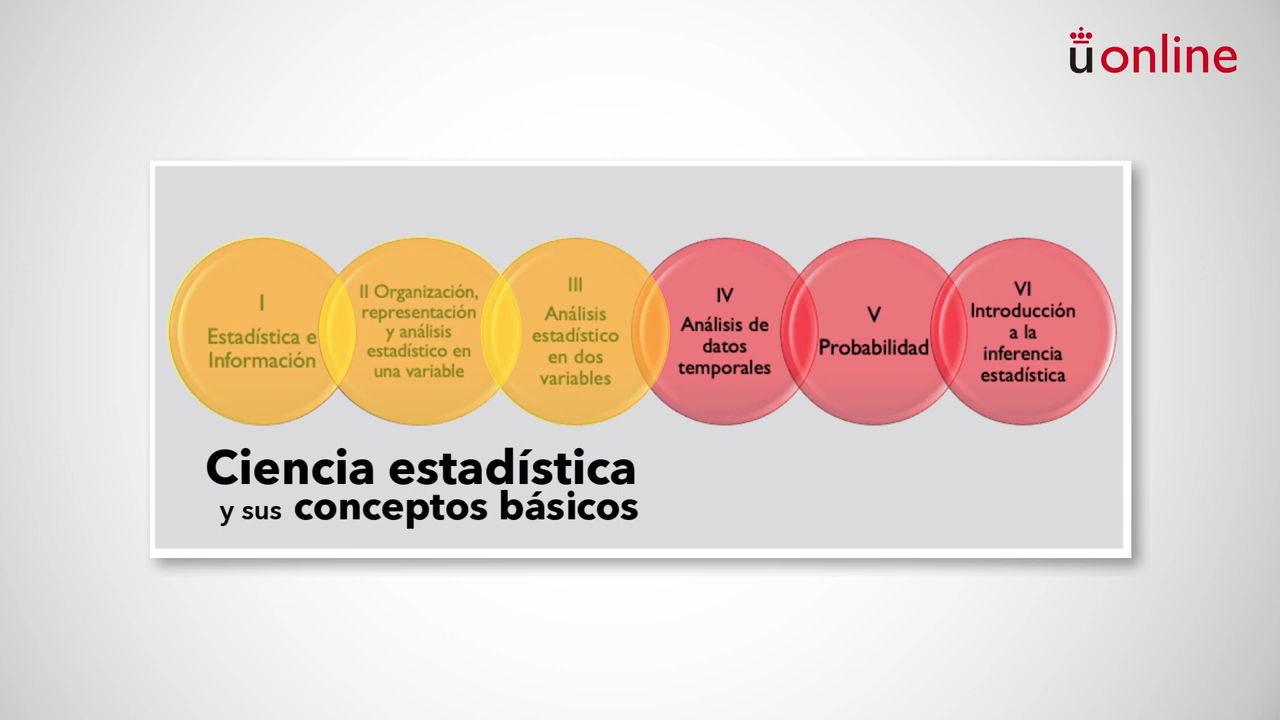 uonline
I
Estadística e
Información
II Organización,
representación
y análisis
estadístico en
una variable
III
Análisis
estadístico
en dos
variables
IV
Análisis de
datos
temporales
V
Probabilidad
VI
Introducción
a la
inferencia
estadística
Ciencia estadística
y sus conceptos básicos